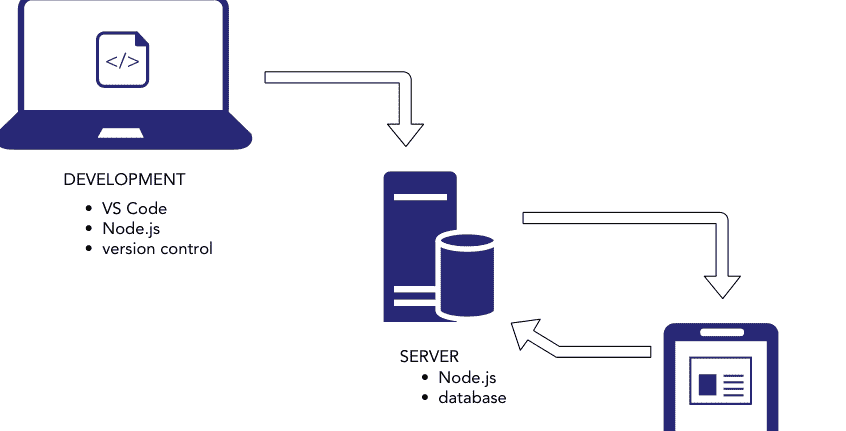 </>
DEVELOPMENT
• VS Code
• Node.js
• version control
SERVER
• Node.js
• database